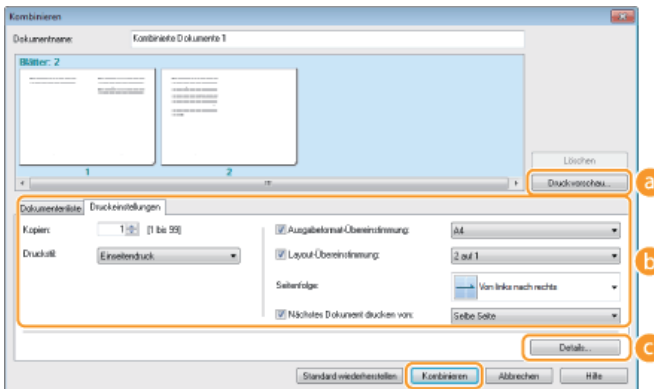 Kombinieren
Dokumentname: Kombinierte Dokumente 1
Blätter: 2
1 2
Löschen
Druckvorschau... a
Dokumentenliste Druckeinstellungen
Kopien: 1 [1 bis 99] Ausgabeformat-Übereinstimmung: A4
Druckstil: Einseitendruck Layout-Übereinstimmung: 2 auf 1 b
Seitenfolge: Von links nach rechts
Nächstes Dokument drucken von: Selbe Seite
Details... c
Standard wiederherstellen Kombinieren Abbrechen Hilfe